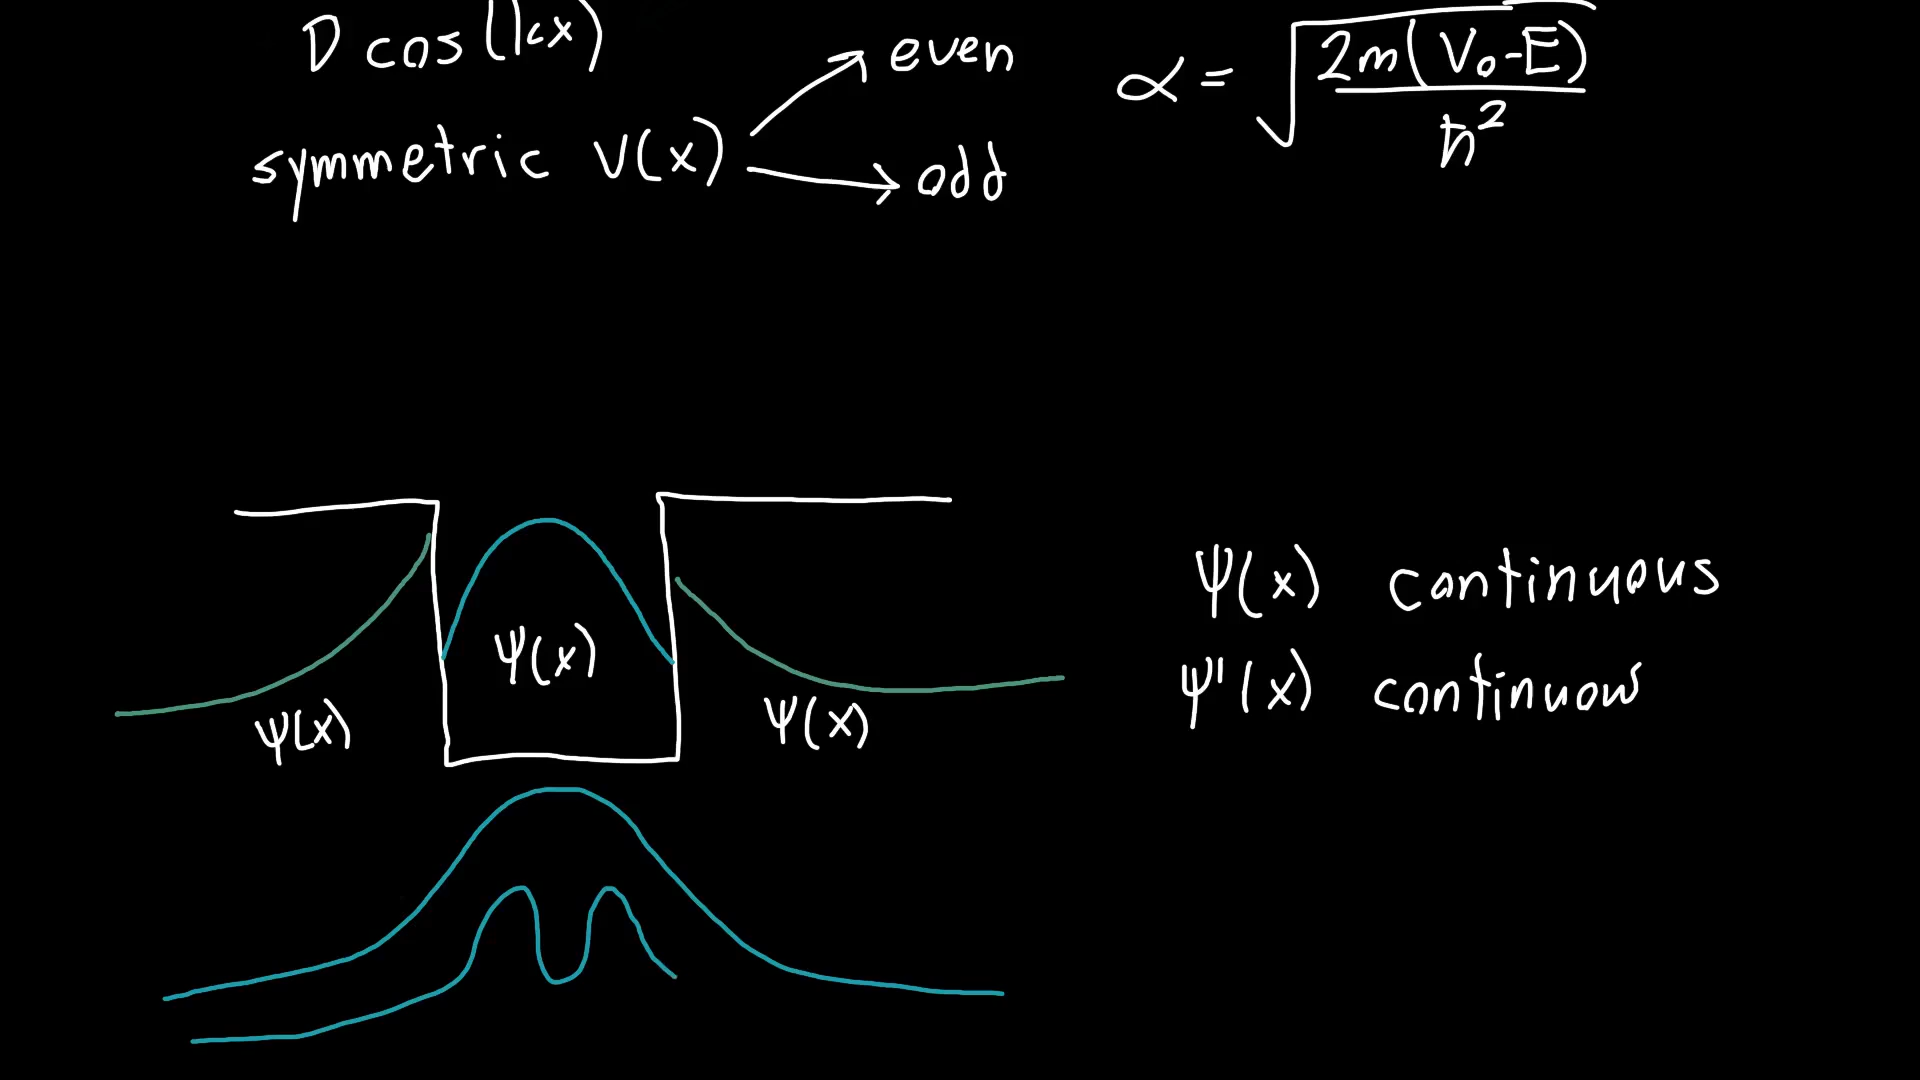 D cos(kx)
even
α = √(2m(V₀-E)/ħ²)
symmetric V(x)
odd
ψ(x) continuous
ψ(x)
ψ'(x) continuous
ψ(x)
ψ(x)